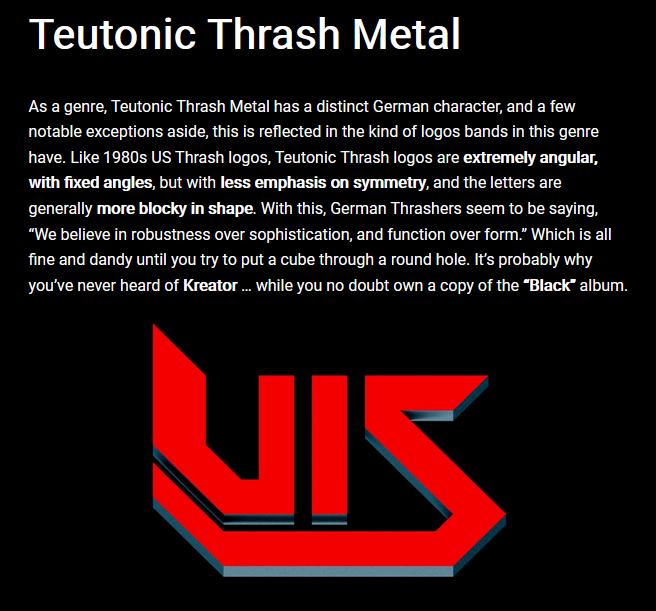 Teutonic Thrash Metal
As a genre, Teutonic Thrash Metal has a distinct German character, and a few
notable exceptions aside, this is reflected in the kind of logos bands in this genre
have. Like 1980s US Thrash logos, Teutonic Thrash logos are extremely angular,
with fixed angles, but with less emphasis on symmetry, and the letters are
generally more blocky in shape. With this, German Thrashers seem to be saying,
“We believe in robustness over sophistication, and function over form.” Which is all
fine and dandy until you try to put a cube through a round hole. It’s probably why
you’ve never heard of Kreator … while you no doubt own a copy of the “Black” album.
VIS